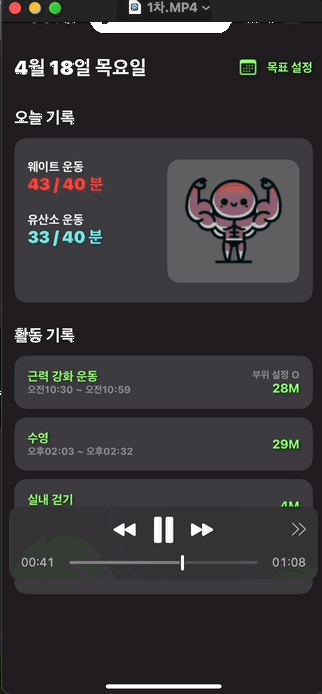 1차.MP4
4월 18일 목요일
목표 설정
오늘 기록
웨이트 운동
43 / 40 분
유산소 운동
33 / 40 분
활동 기록
근력 강화 운동
부위 설정 O
오전10:30 ~ 오전10:59
28M
수영
29M
오후02:03 ~ 오후02:32
실내 걷기
4M
00:41
01:08